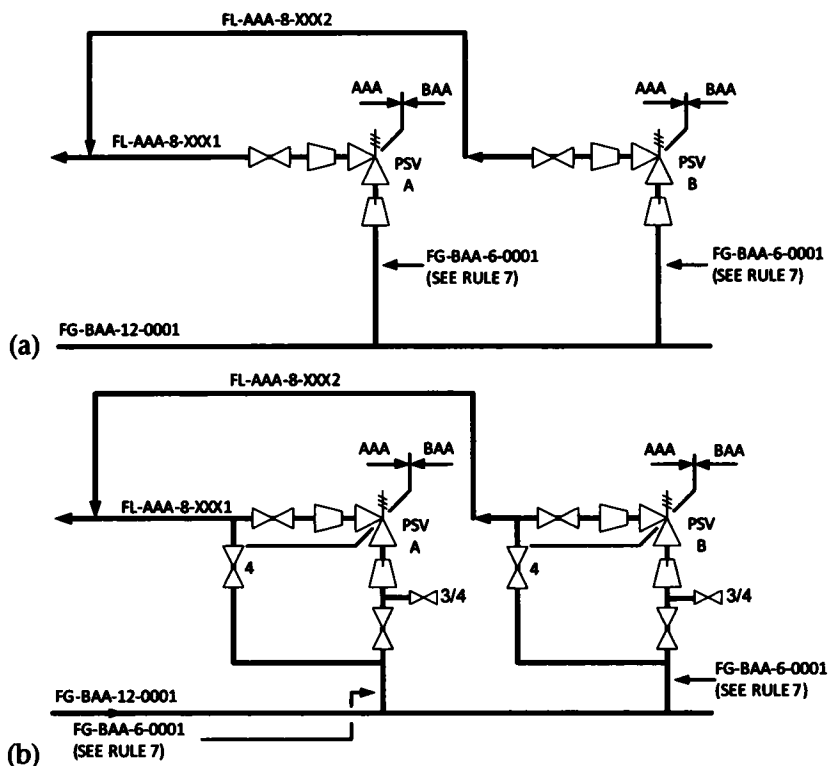 FL-AAA-8-XXX2
AAA BAA
AAA BAA
FL-AAA-8-XXX1
PSV
A
PSV
B
FG-BAA-6-0001
(SEE RULE 7)
FG-BAA-6-0001
(SEE RULE 7)
FG-BAA-12-0001
(a)
FL-AAA-8-XXX2
AAA BAA
AAA BAA
FL-AAA-8-XXX1
PSV
A
PSV
B
4
3/4
4
3/4
FG-BAA-6-0001
(SEE RULE 7)
FG-BAA-12-0001
FG-BAA-6-0001
(SEE RULE 7)
(b)